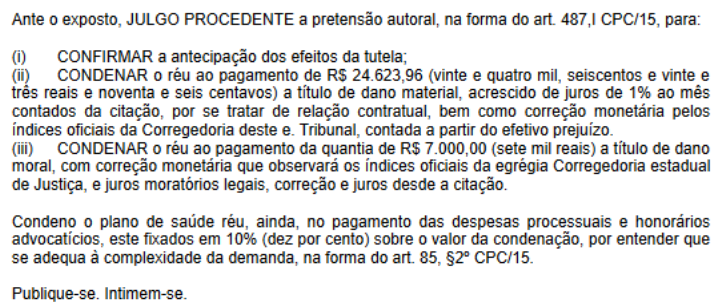 Ante o exposto, JULGO PROCEDENTE a pretensão autoral, na forma do art. 487,I CPC/15, para:
(i) CONFIRMAR a antecipação dos efeitos da tutela;
(ii) CONDENAR o réu ao pagamento de R$ 24.623,96 (vinte e quatro mil, seiscentos e vinte e
três reais e noventa e seis centavos) a título de dano material, acrescido de juros de 1% ao mês
contados da citação, por se tratar de relação contratual, bem como correção monetária pelos
índices oficiais da Corregedoria deste e. Tribunal, contada a partir do efetivo prejuízo.
(iii) CONDENAR o réu ao pagamento da quantia de R$ 7.000,00 (sete mil reais) a título de dano
moral, com correção monetária que observará os índices oficiais da egrégia Corregedoria estadual
de Justiça, e juros moratórios legais, correção e juros desde a citação.
Condeno o plano de saúde réu, ainda, no pagamento das despesas processuais e honorários
advocatícios, este fixados em 10% (dez por cento) sobre o valor da condenação, por entender que
se adequa à complexidade da demanda, na forma do art. 85, §2º CPC/15.
Publique-se. Intimem-se.